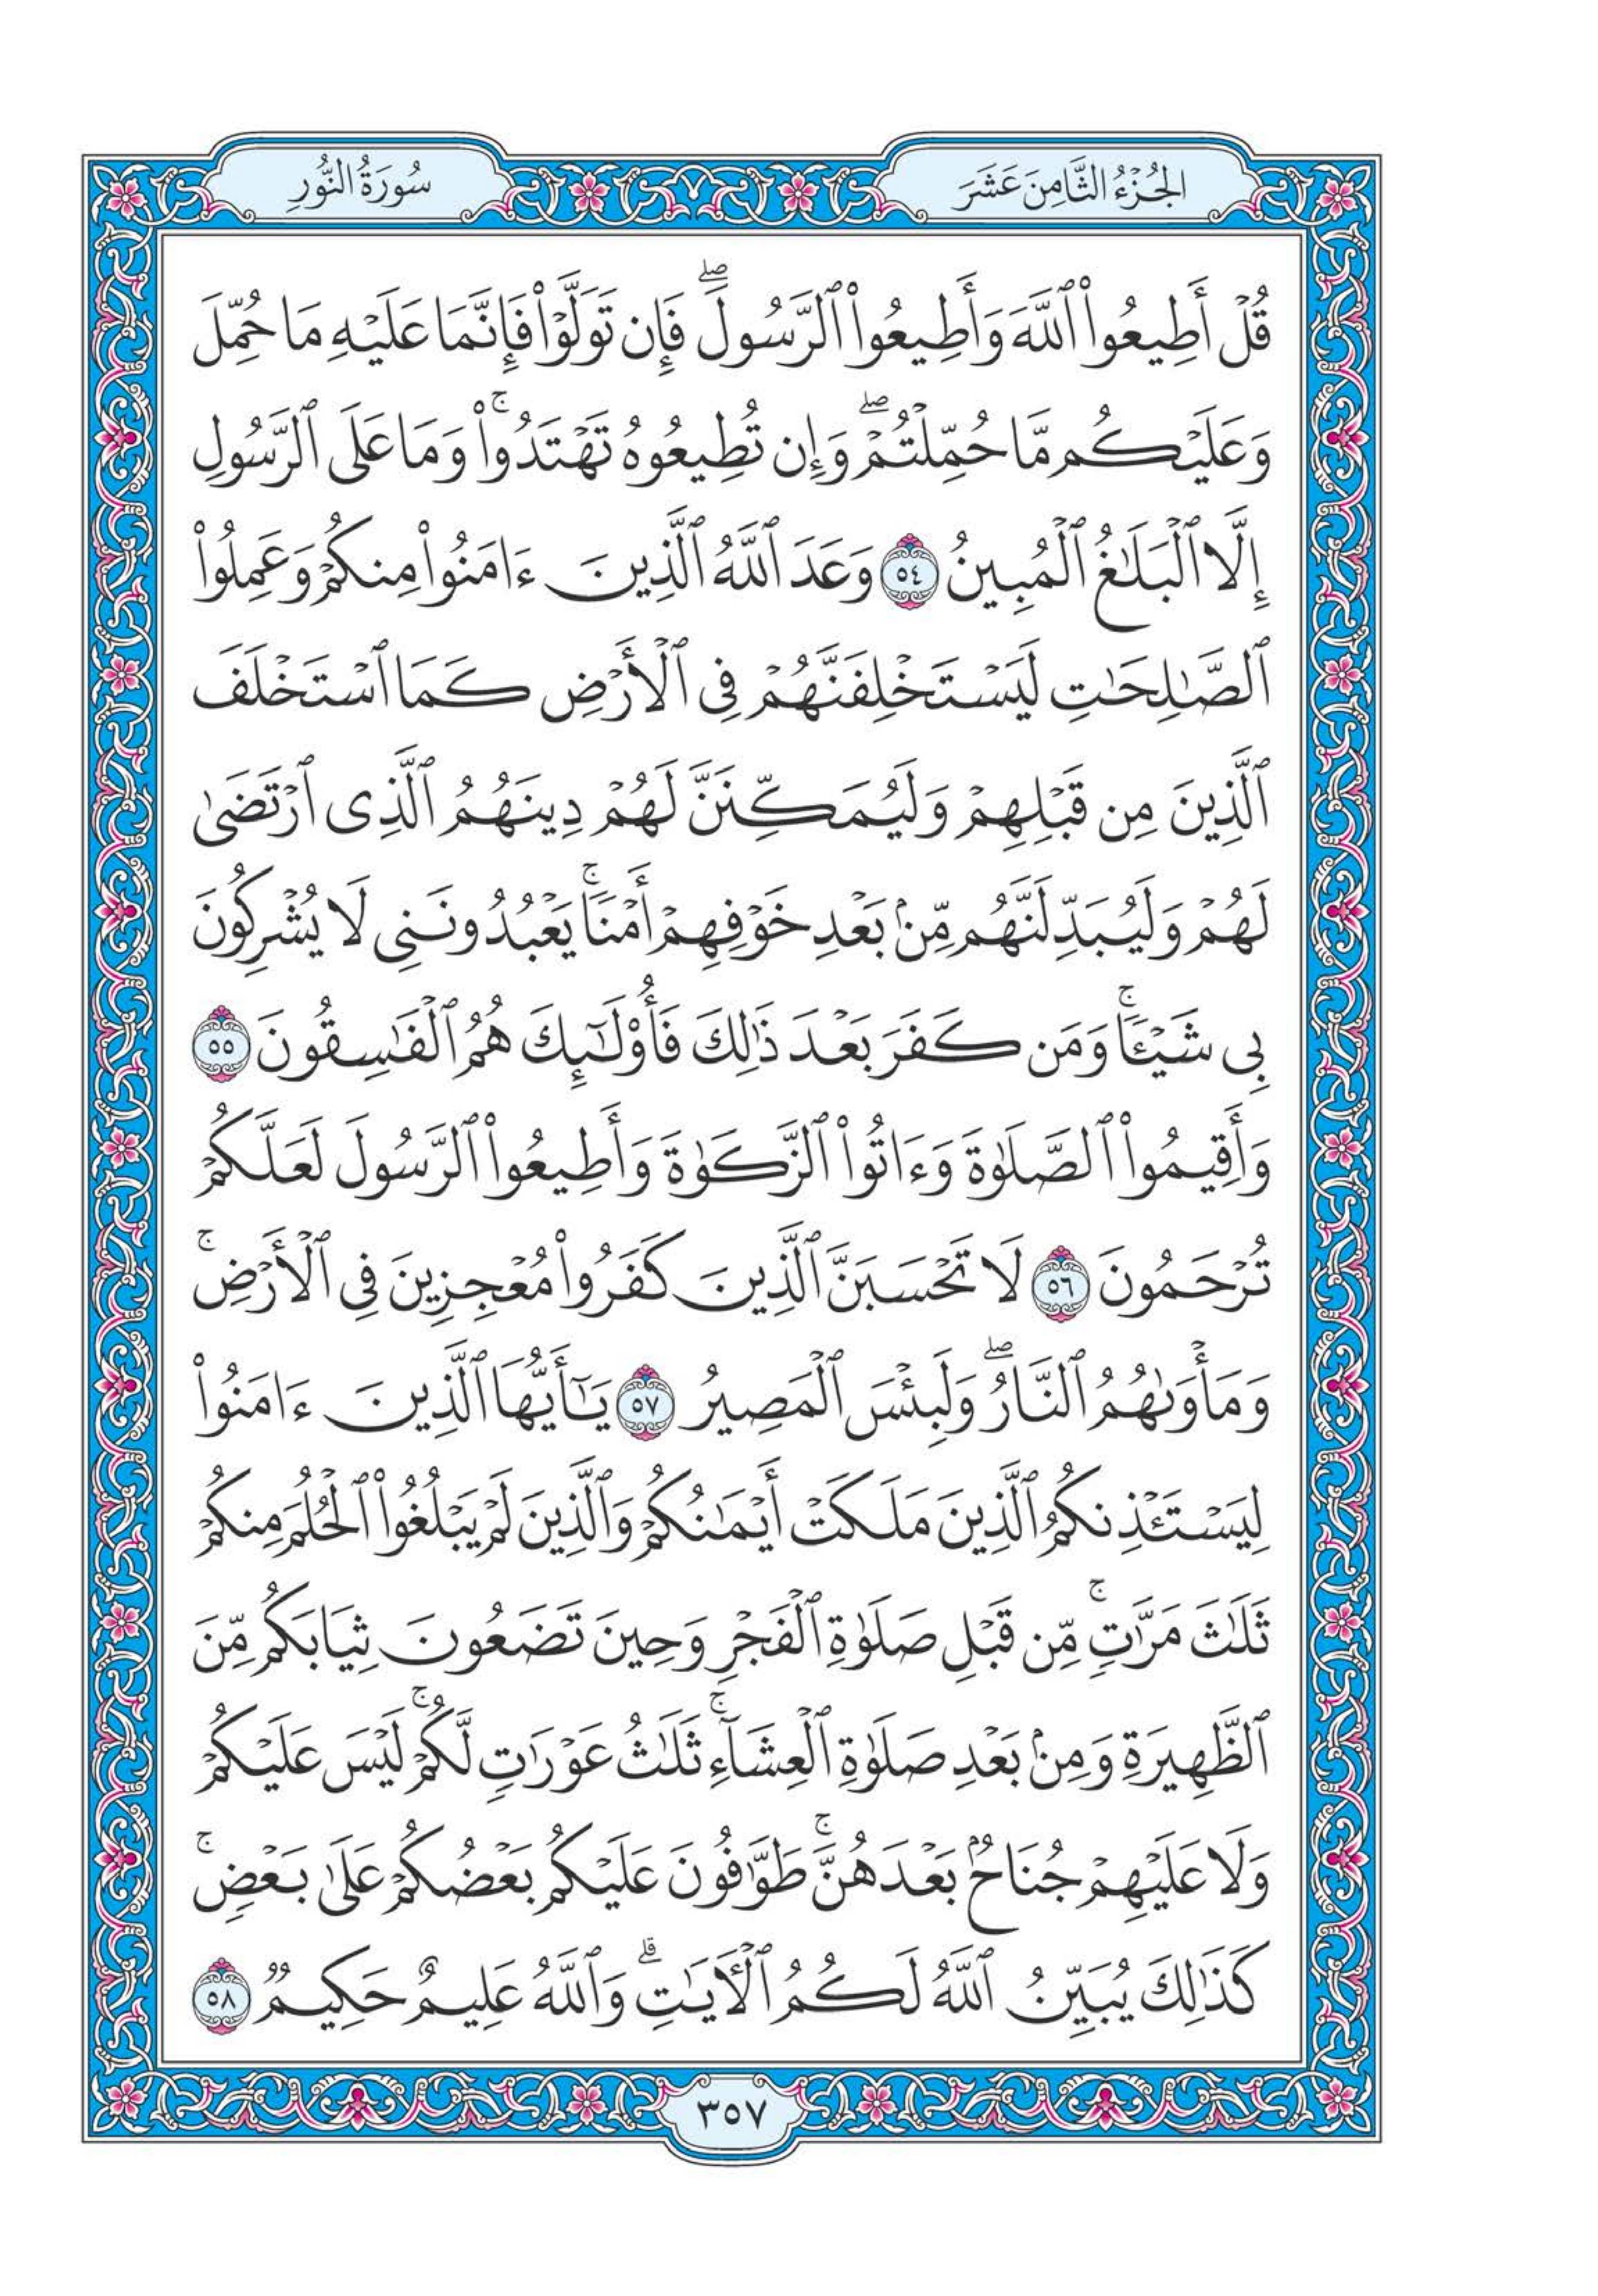 الجُزْءُ الثَّامِنَ عَشَرَ
سُورَةُ النُّورِ
قُلْ أَطِيعُوا۟ ٱللَّهَ وَأَطِيعُوا۟ ٱلرَّسُولَ ۖ فَإِن تَوَلَّوْا۟ فَإِنَّمَا عَلَيْهِ مَا حُمِّلَ
وَعَلَيْكُم مَّا حُمِّلْتُمْ ۖ وَإِن تُطِيعُوهُ تَهْتَدُوا۟ ۚ وَمَا عَلَى ٱلرَّسُولِ
إِلَّا ٱلْبَلَٰغُ ٱلْمُبِينُ ٥٤ وَعَدَ ٱللَّهُ ٱلَّذِينَ ءَامَنُوا۟ مِنكُمْ وَعَمِلُوا۟
ٱلصَّٰلِحَٰتِ لَيَسْتَخْلِفَنَّهُمْ فِى ٱلْأَرْضِ كَمَا ٱسْتَخْلَفَ
ٱلَّذِينَ مِن قَبْلِهِمْ وَلَيُمَكِّنَنَّ لَهُمْ دِينَهُمُ ٱلَّذِى ٱرْتَضَىٰ
لَهُمْ وَلَيُبَدِّلَنَّهُم مِّنۢ بَعْدِ خَوْفِهِمْ أَمْنًا ۚ يَعْبُدُونَنِى لَا يُشْرِكُونَ
بِى شَيْـًٔا ۚ وَمَن كَفَرَ بَعْدَ ذَٰلِكَ فَأُو۟لَٰٓئِكَ هُمُ ٱلْفَٰسِقُونَ ٥٥
وَأَقِيمُوا۟ ٱلصَّلَوٰةَ وَءَاتُوا۟ ٱلزَّكَوٰةَ وَأَطِيعُوا۟ ٱلرَّسُولَ لَعَلَّكُمْ
تُرْحَمُونَ ٥٦ لَا تَحْسَبَنَّ ٱلَّذِينَ كَفَرُوا۟ مُعْجِزِينَ فِى ٱلْأَرْضِ ۚ
وَمَأْوَىٰهُمُ ٱلنَّارُ ۖ وَلَبِئْسَ ٱلْمَصِيرُ ٥٧ يَٰٓأَيُّهَا ٱلَّذِينَ ءَامَنُوا۟
لِيَسْتَـْٔذِنكُمُ ٱلَّذِينَ مَلَكَتْ أَيْمَٰنُكُمْ وَٱلَّذِينَ لَمْ يَبْلُغُوا۟ ٱلْحُلُمَ مِنكُمْ
ثَلَٰثَ مَرَّٰتٍ ۚ مِّن قَبْلِ صَلَوٰةِ ٱلْفَجْرِ وَحِينَ تَضَعُونَ ثِيَابَكُم مِّنَ
ٱلظَّهِيرَةِ وَمِنۢ بَعْدِ صَلَوٰةِ ٱلْعِشَآءِ ۚ ثَلَٰثُ عَوْرَٰتٍ لَّكُمْ ۚ لَيْسَ عَلَيْكُمْ
وَلَا عَلَيْهِمْ جُنَاحٌۢ بَعْدَهُنَّ ۚ طَوَّٰفُونَ عَلَيْكُم بَعْضُكُمْ عَلَىٰ بَعْضٍ ۚ
كَذَٰلِكَ يُبَيِّنُ ٱللَّهُ لَكُمُ ٱلْـَٔايَٰتِ ۗ وَٱللَّهُ عَلِيمٌ حَكِيمٌ ٥٨
٣٥٧